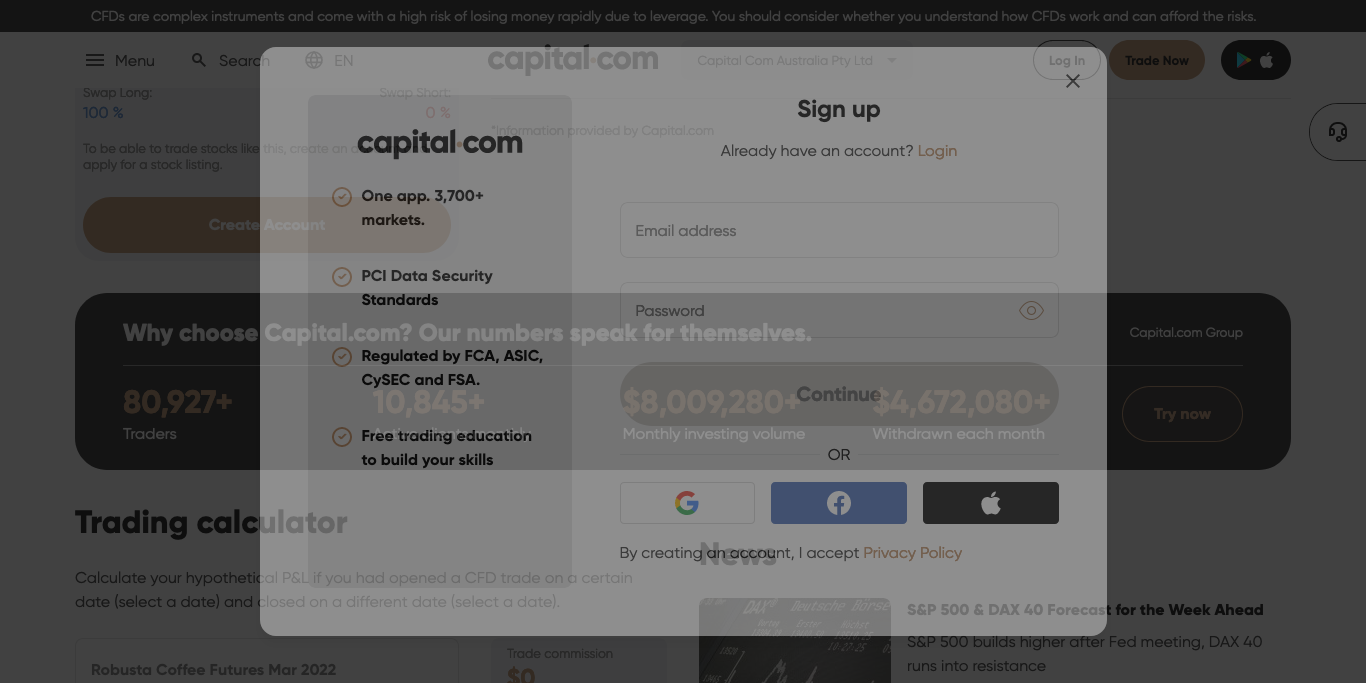 CFDs are complex instruments and come with a high risk of losing money rapidly due to leverage. You should consider whether you understand how CFDs work and can afford the risks.
Menu
Search
EN
capital.com
Capital Com Australia Pty Ltd
Log In
Trade Now
Swap Long:
Swap Short:
100 %
0 %
*Information provided by Capital.com
To be able to trade stocks like this, create an
apply for a stock listing.
Create Account
Sign up
Already have an account? Login
capital.com
One app. 3,700+
markets.
PCI Data Security
Standards
Regulated by FCA, ASIC,
CySEC and FSA.
Free trading education
to build your skills
Email address
Password
Continue
OR
By creating an account, I accept Privacy Policy
Why choose Capital.com? Our numbers speak for themselves.
Capital.com Group
80,927+
Traders
10,845+
$8,009,280+
Monthly investing volume
$4,672,080+
Withdrawn each month
Try now
Trading calculator
Calculate your hypothetical P&L if you had opened a CFD trade on a certain
date (select a date) and closed on a different date (select a date).
Robusta Coffee Futures Mar 2022
Trade commission
$0
News
DAX
Deutsche Börse
S&P 500 & DAX 40 Forecast for the Week Ahead
S&P 500 builds higher after Fed meeting, DAX 40
runs into resistance